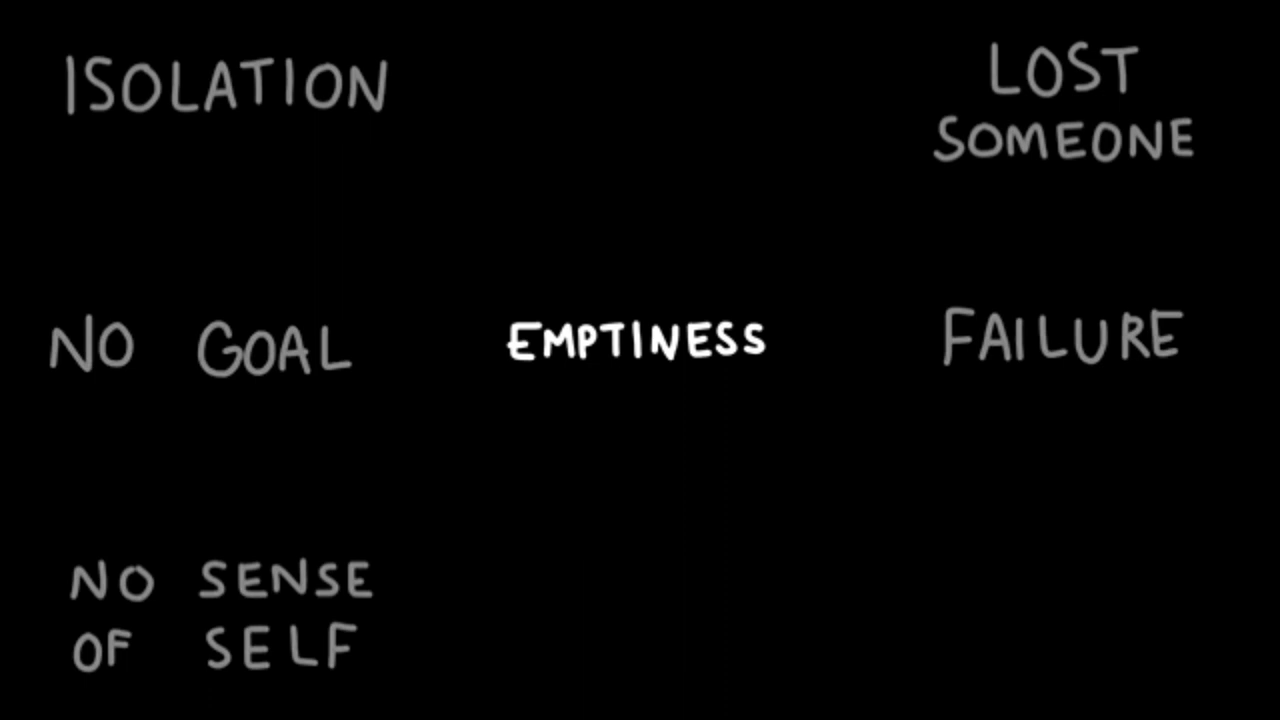 ISOLATION
LOST
SOMEONE
NO GOAL
EMPTINESS
FAILURE
NO SENSE
OF SELF